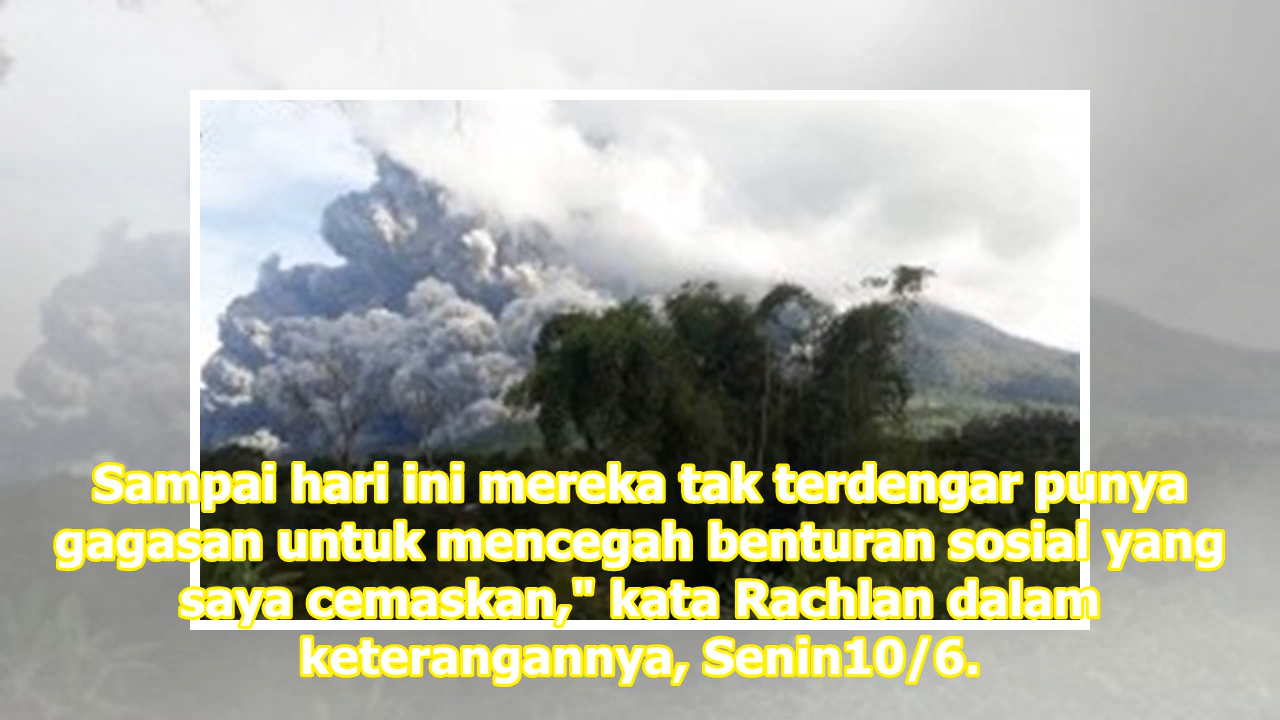 Sampai hari ini mereka tak terdengar punya
gagasan untuk mencegah benturan sosial yang
saya cemaskan," kata Rachlan dalam
keterangannya, Senin10/6.